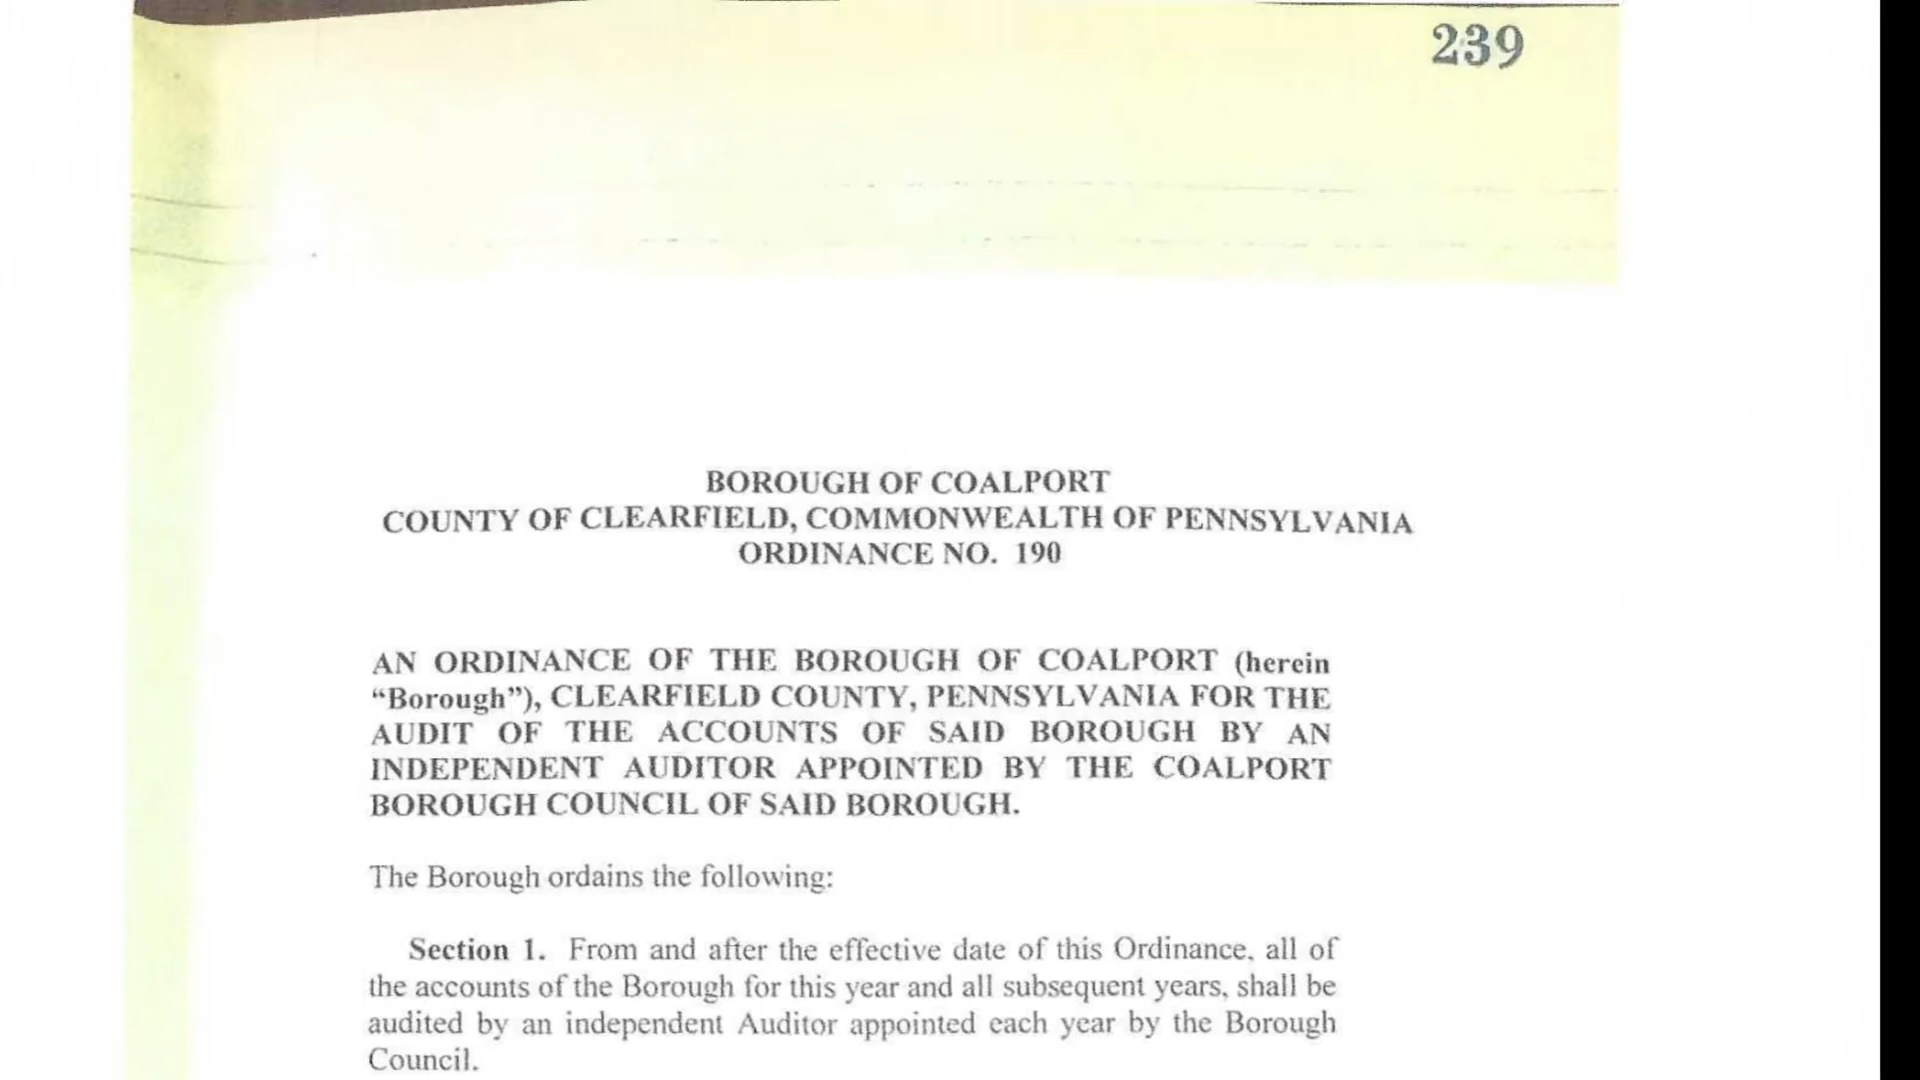 239
BOROUGH OF COALPORT
COUNTY OF CLEARFIELD, COMMONWEALTH OF PENNSYLVANIA
ORDINANCE NO. 190
AN ORDINANCE OF THE BOROUGH OF COALPORT (herein
“Borough”), CLEARFIELD COUNTY, PENNSYLVANIA FOR THE
AUDIT OF THE ACCOUNTS OF SAID BOROUGH BY AN
INDEPENDENT AUDITOR APPOINTED BY THE COALPORT
BOROUGH COUNCIL OF SAID BOROUGH.
The Borough ordains the following:
Section 1. From and after the effective date of this Ordinance, all of
the accounts of the Borough for this year and all subsequent years, shall be
audited by an independent Auditor appointed each year by the Borough
Council.